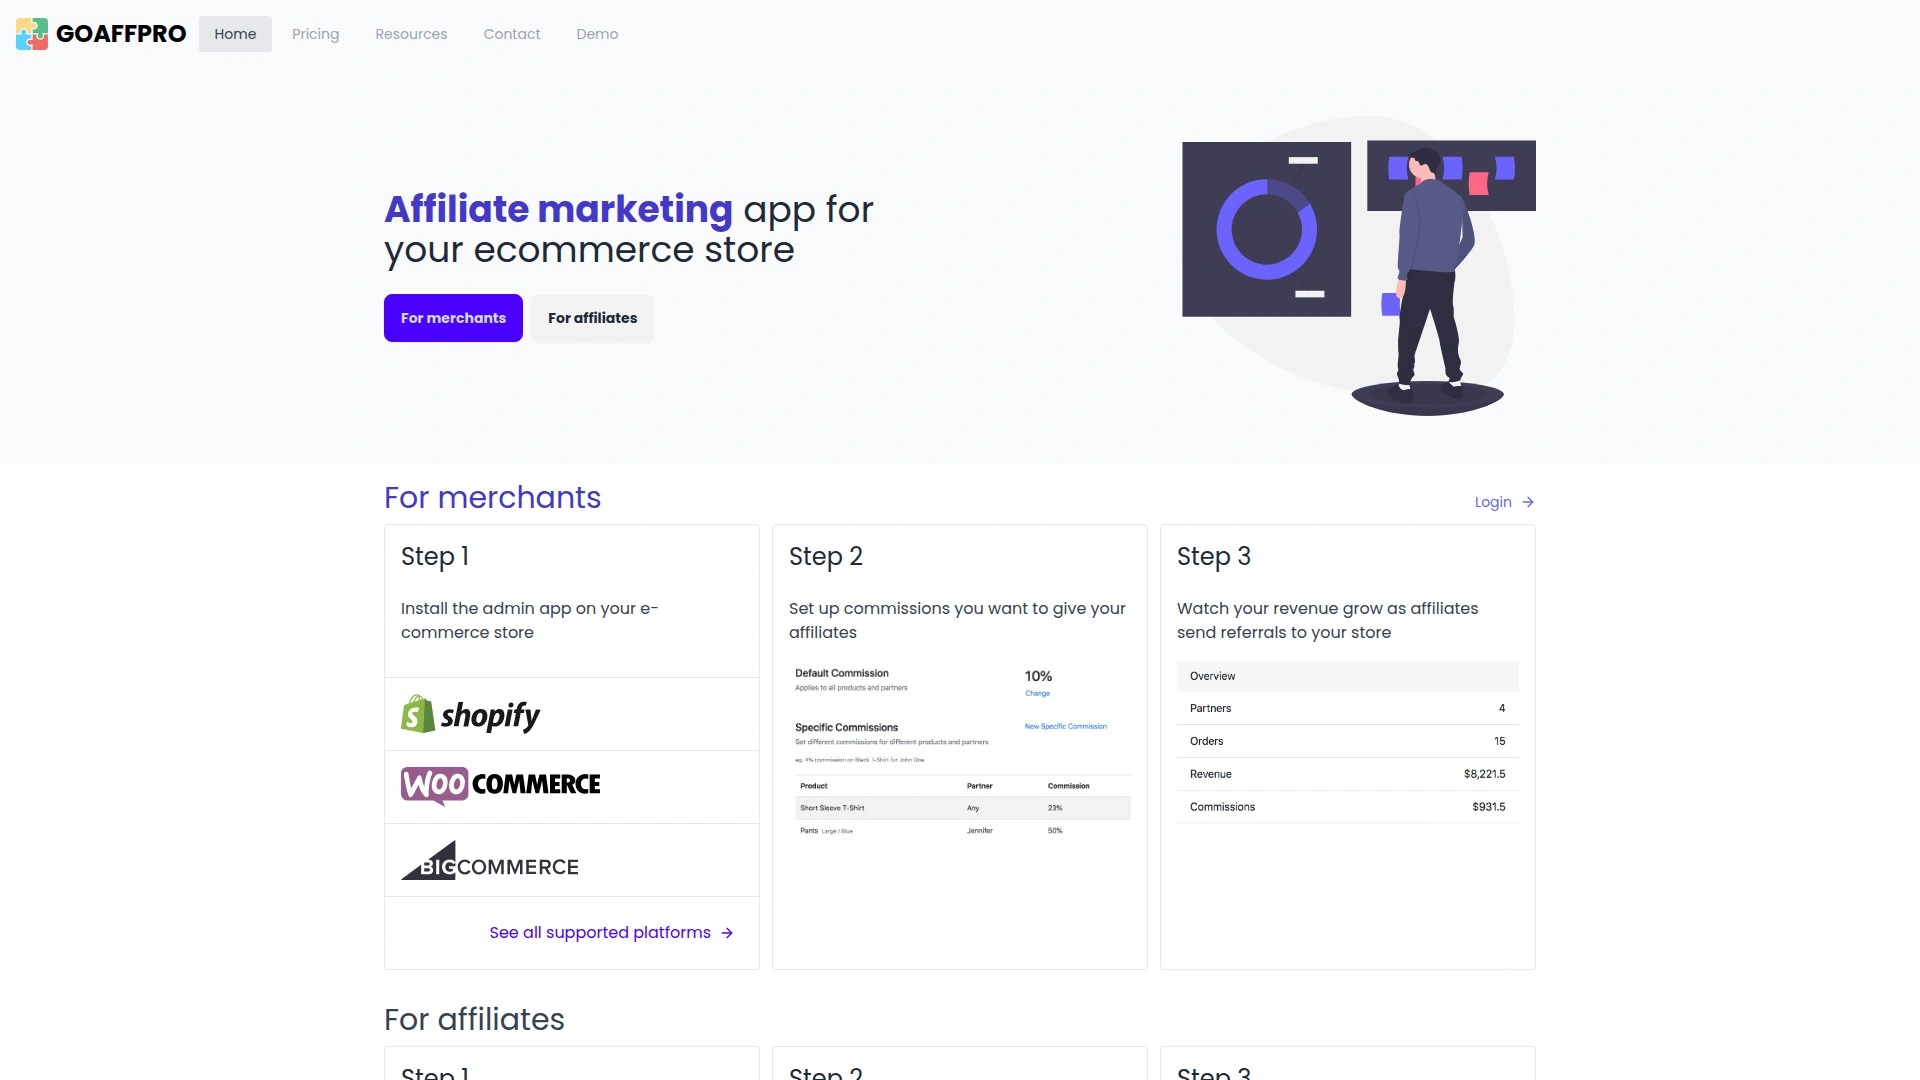 GOAFFPRO
Home
Pricing
Resources
Contact
Demo
Affiliate marketing app for
your ecommerce store
For merchants
For affiliates
For merchants
Login
Step 1
Install the admin app on your e-
commerce store
shopify
WOO COMMERCE
BIGCOMMERCE
See all supported platforms
Step 2
Set up commissions you want to give your
affiliates
Default Commission
10%
Applies to all products and partners
Change
Specific Commissions
New Specific Commission
Set different commissions for different products and partners
eg. 4% commission on Black T-Shirt for John Doe
Product Partner Commission
Short Sleeve T-Shirt Any 23%
Pants Large / Blue Jennifer 50%
Step 3
Watch your revenue grow as affiliates
send referrals to your store
Overview
Partners 4
Orders 15
Revenue $8,221.5
Commissions $931.5
For affiliates
Step 1
Step 2
Step 3